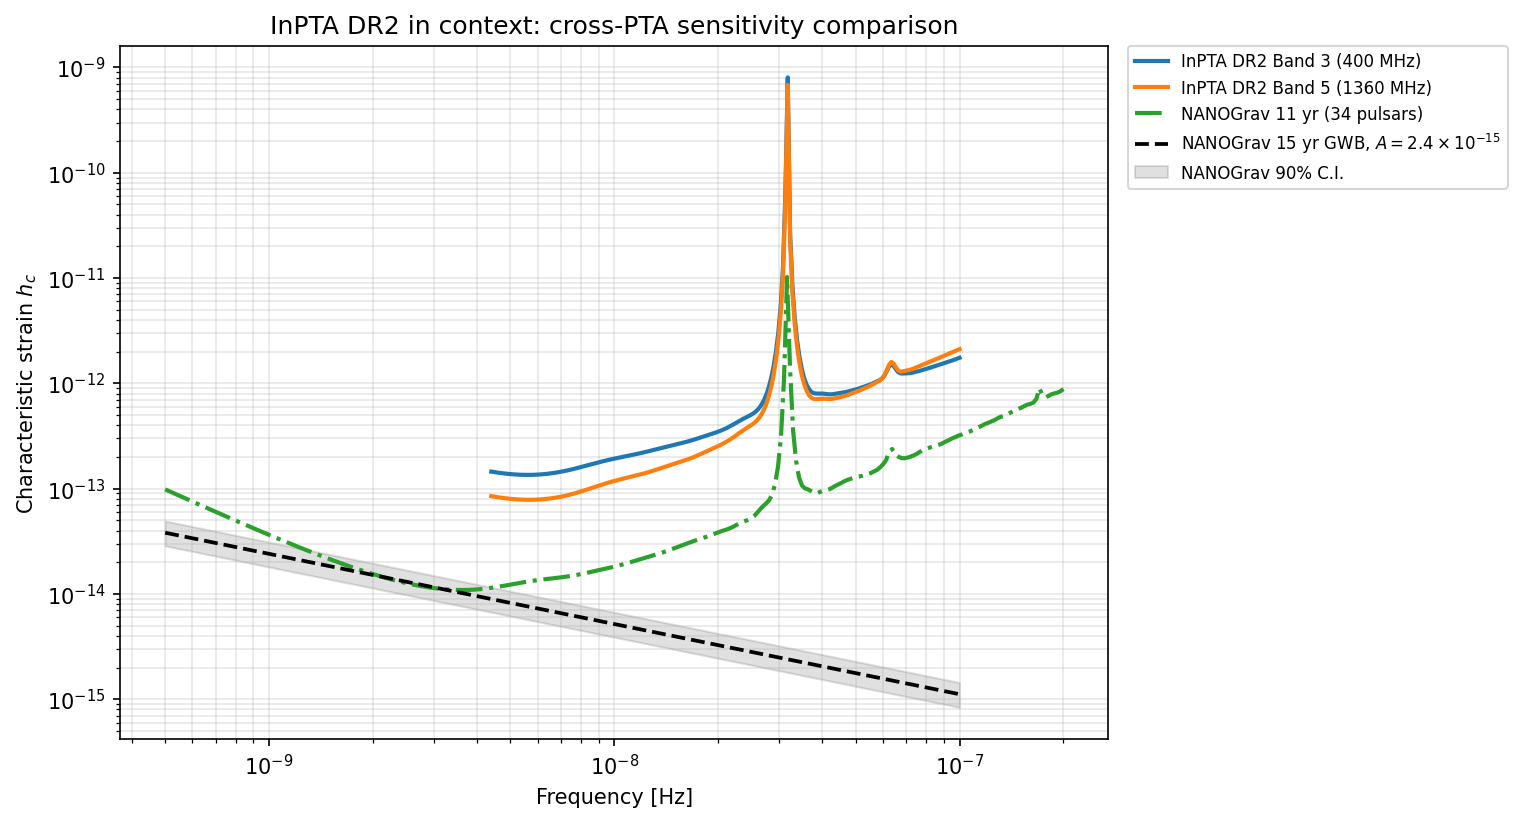 InPTA DR2 in context: cross-PTA sensitivity comparison
Characteristic strain h_c
10⁻⁹
10⁻¹⁰
10⁻¹¹
10⁻¹²
10⁻¹³
10⁻¹⁴
10⁻¹⁵
10⁻⁹ 10⁻⁸ 10⁻⁷
Frequency [Hz]
InPTA DR2 Band 3 (400 MHz)
InPTA DR2 Band 5 (1360 MHz)
NANOGrav 11 yr (34 pulsars)
NANOGrav 15 yr GWB, A = 2.4 × 10⁻¹⁵
NANOGrav 90% C.I.